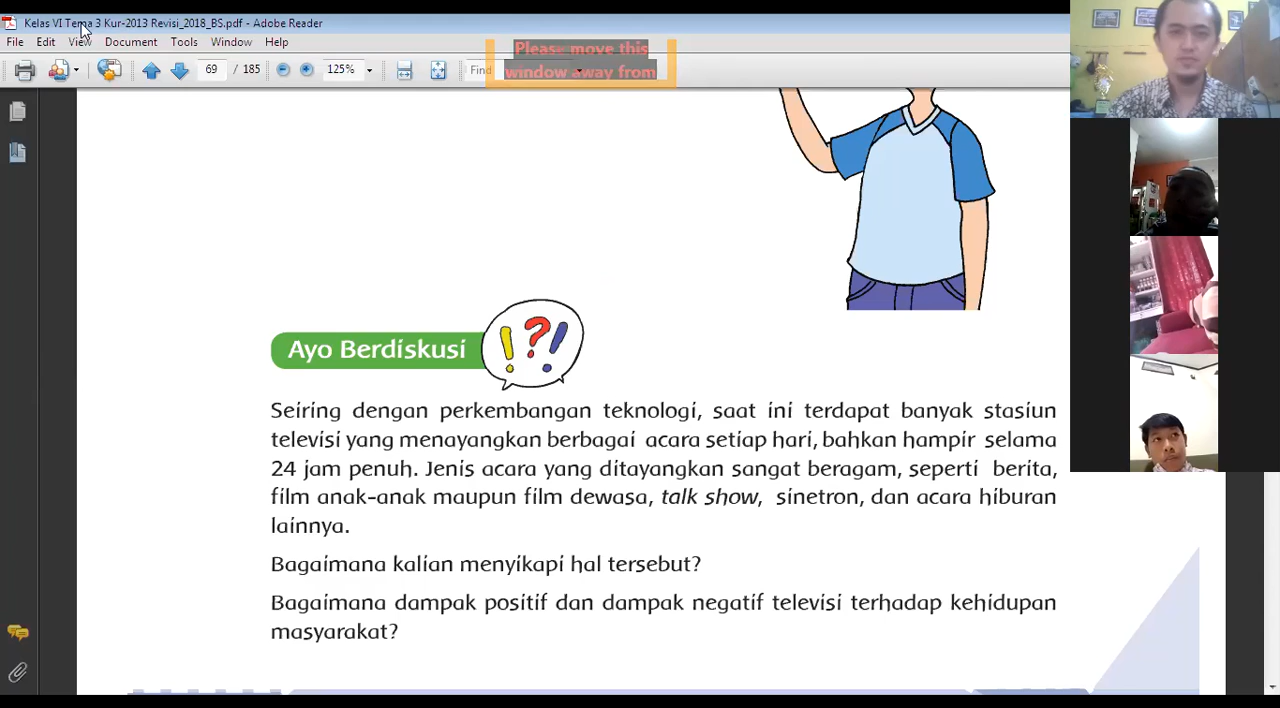 Kelas VI Tema 3 Kur-2013 Revisi_2018_BS.pdf - Adobe Reader
File Edit View Document Tools Window Help
Please move this
window away from
69 / 185 125% Find
Ayo Berdiskusi
Seiring dengan perkembangan teknologi, saat ini terdapat banyak stasiun
televisi yang menayangkan berbagai acara setiap hari, bahkan hampir selama
24 jam penuh. Jenis acara yang ditayangkan sangat beragam, seperti berita,
film anak-anak maupun film dewasa, talk show, sinetron, dan acara hiburan
lainnya.
Bagaimana kalian menyikapi hal tersebut?
Bagaimana dampak positif dan dampak negatif televisi terhadap kehidupan
masyarakat?